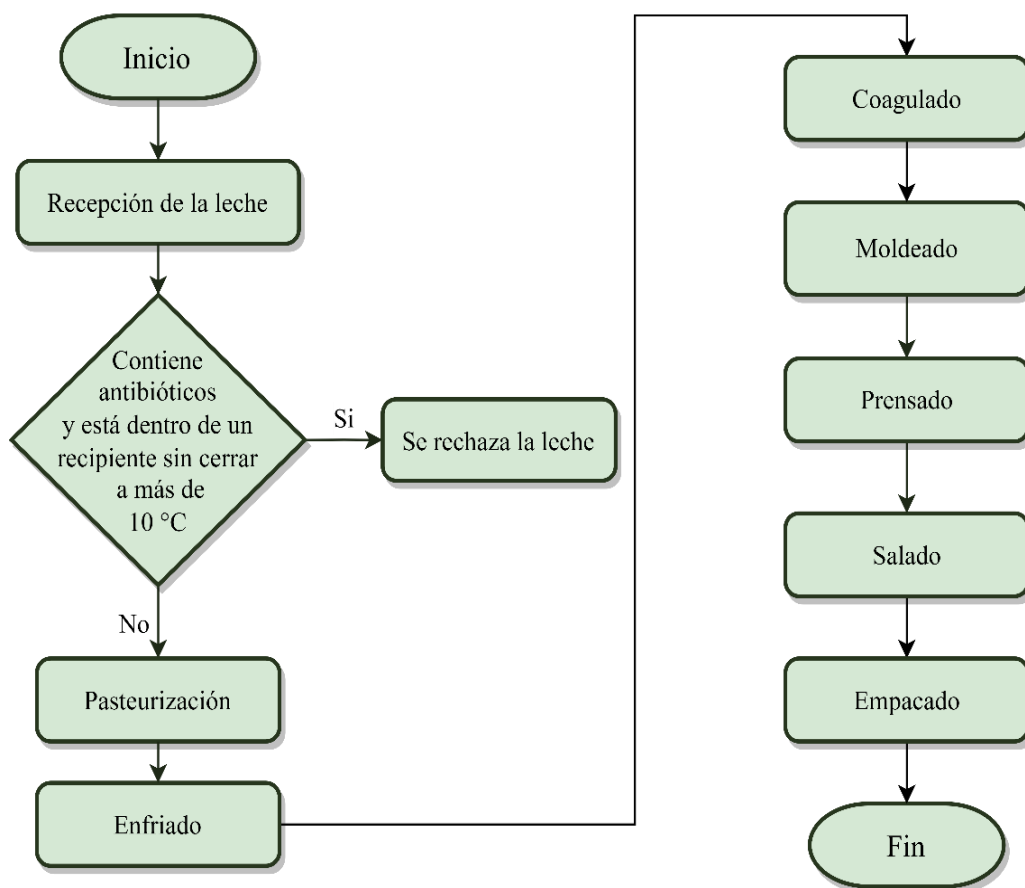 Inicio
Recepción de la leche
Contiene
antibióticos
y está dentro de un
recipiente sin cerrar
a más de
10 °C
Si
Se rechaza la leche
No
Pasteurización
Enfriado
Coagulado
Moldeado
Prensado
Salado
Empacado
Fin